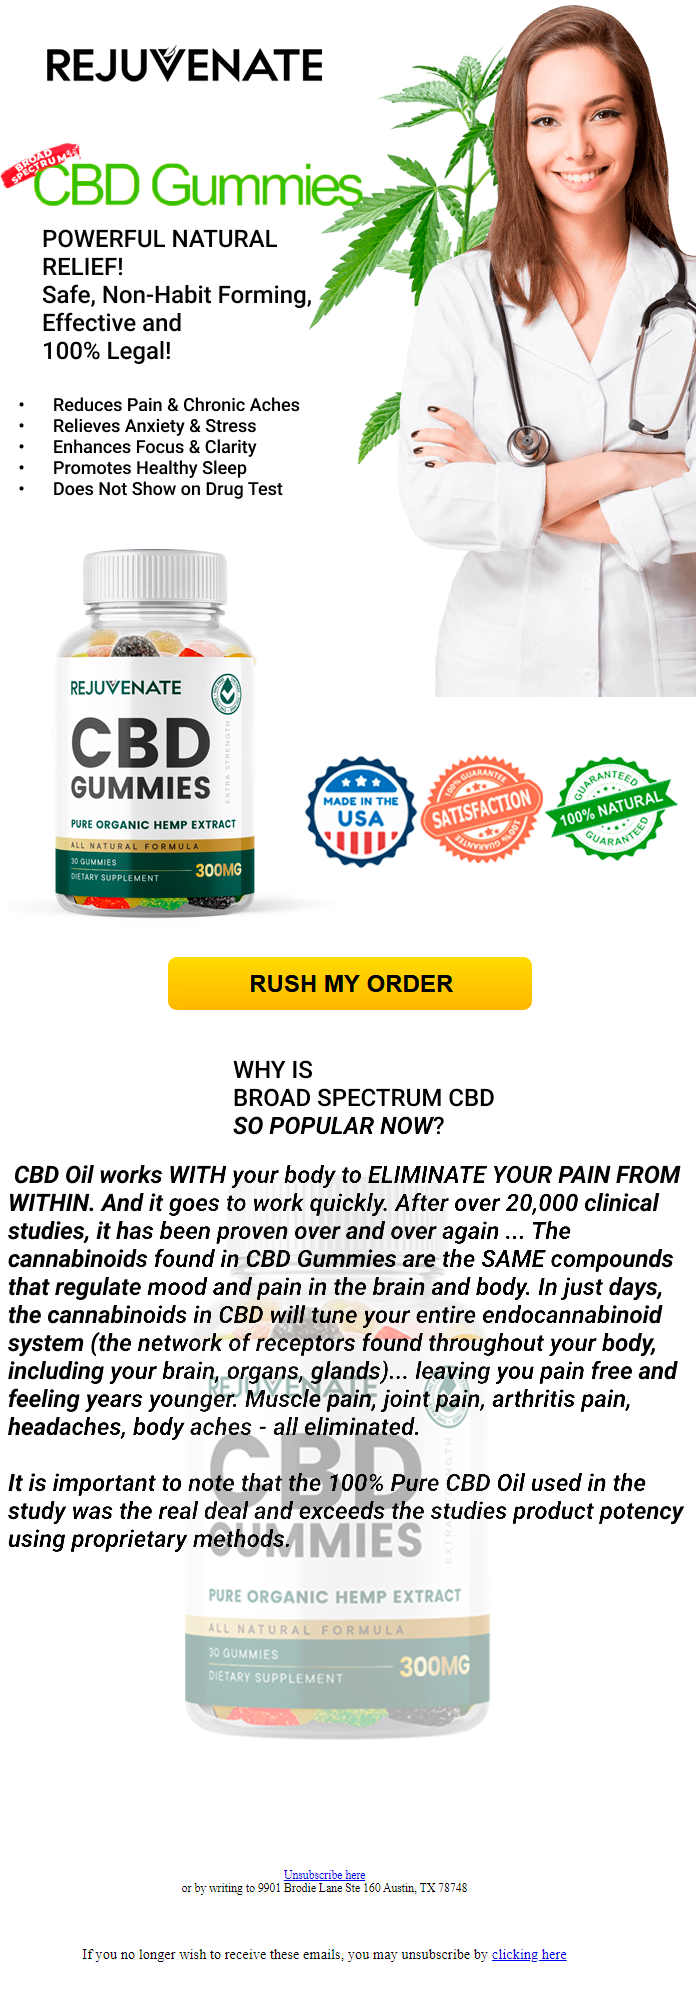 REJUVENATE
BROAD
SPECTRUM
CBD Gummies
POWERFUL NATURAL
RELIEF!
Safe, Non-Habit Forming,
Effective and
100% Legal!
• Reduces Pain & Chronic Aches
• Relieves Anxiety & Stress
• Enhances Focus & Clarity
• Promotes Healthy Sleep
• Does Not Show on Drug Test
REJUVENATE
CBD
GUMMIES
EXTRA STRENGTH
PURE ORGANIC HEMP EXTRACT
ALL NATURAL FORMULA
30 GUMMIES
DIETARY SUPPLEMENT
300MG
MADE IN THE
USA
100% GUARANTEE
SATISFACTION
100% GUARANTEE
GUARANTEED
100% NATURAL
GUARANTEED
RUSH MY ORDER
WHY IS
BROAD SPECTRUM CBD
SO POPULAR NOW?
CBD Oil works WITH your body to ELIMINATE YOUR PAIN FROM
WITHIN. And it goes to work quickly. After over 20,000 clinical
studies, it has been proven over and over again ... The
cannabinoids found in CBD Gummies are the SAME compounds
that regulate mood and pain in the brain and body. In just days,
the cannabinoids in CBD will tune your entire endocannabinoid
system (the network of receptors found throughout your body,
including your brain, organs, glands)... leaving you pain free and
feeling years younger. Muscle pain, joint pain, arthritis pain,
headaches, body aches - all eliminated.
It is important to note that the 100% Pure CBD Oil used in the
study was the real deal and exceeds the studies product potency
using proprietary methods.
REJUVENATE
CBD
GUMMIES
PURE ORGANIC HEMP EXTRACT
ALL NATURAL FORMULA
30 GUMMIES
DIETARY SUPPLEMENT
300MG
Unsubscribe here
or by writing to 9901 Brodie Lane Ste 160 Austin, TX 78748
If you no longer wish to receive these emails, you may unsubscribe by clicking here